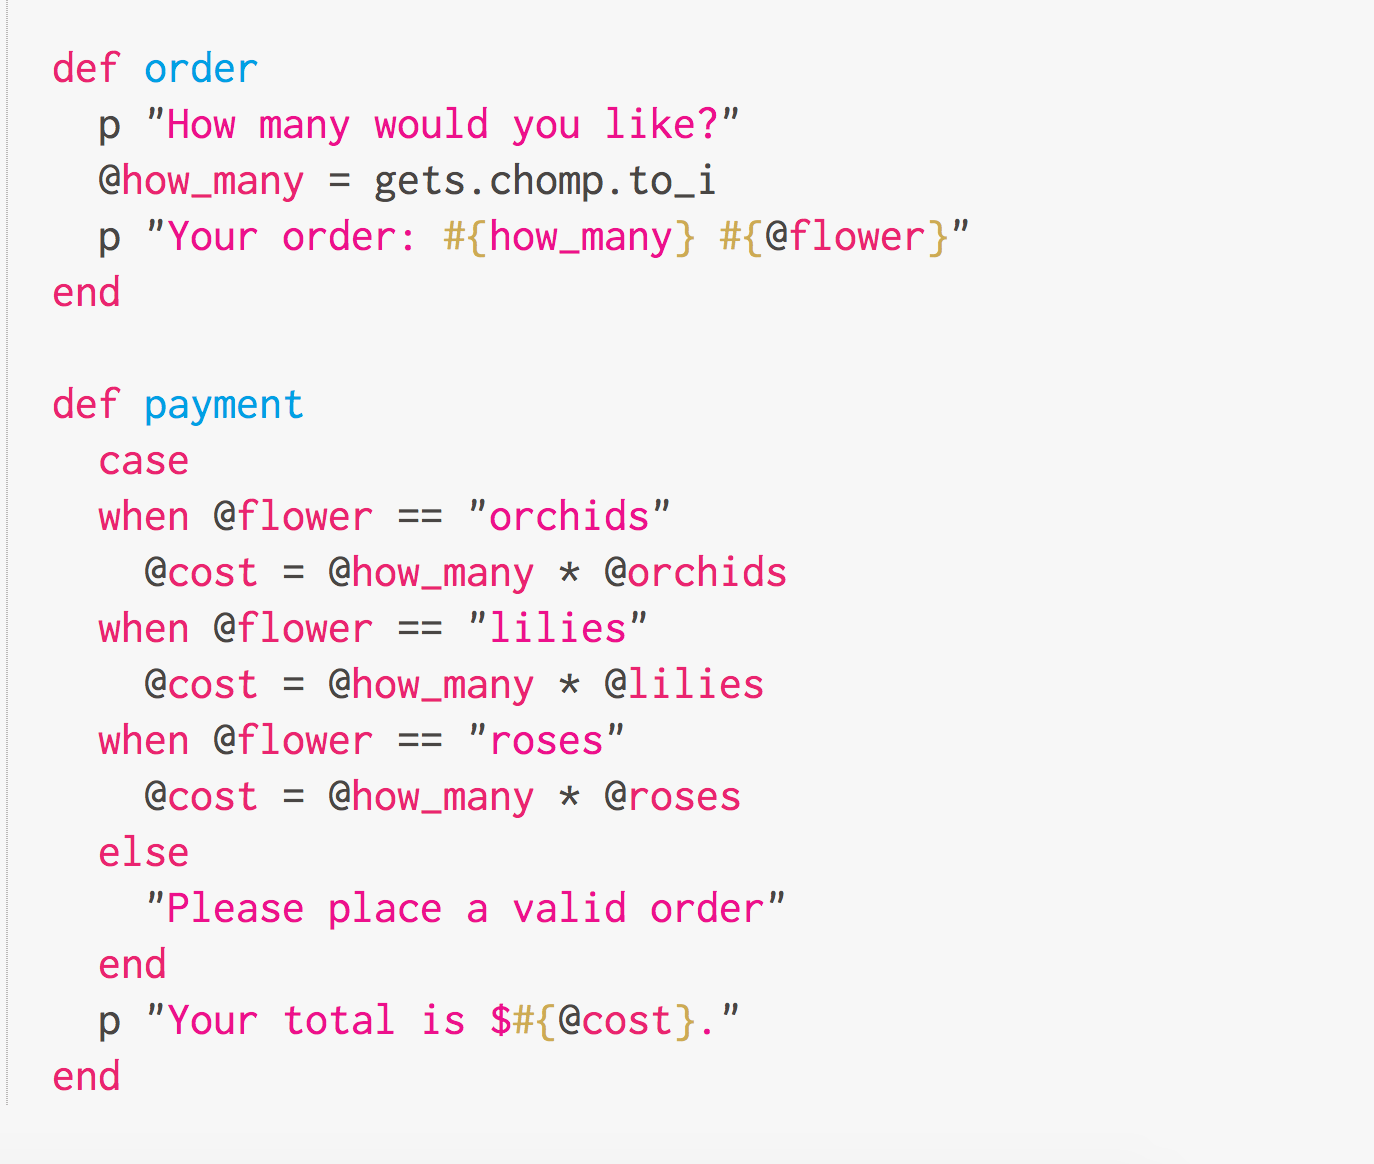 def order
  p "How many would you like?"
  @how_many = gets.chomp.to_i
  p "Your order: #{how_many} #{@flower}"
end

def payment
  case
  when @flower == "orchids"
    @cost = @how_many * @orchids
  when @flower == "lilies"
    @cost = @how_many * @lilies
  when @flower == "roses"
    @cost = @how_many * @roses
  else
    "Please place a valid order"
  end
  p "Your total is $#{@cost}."
end